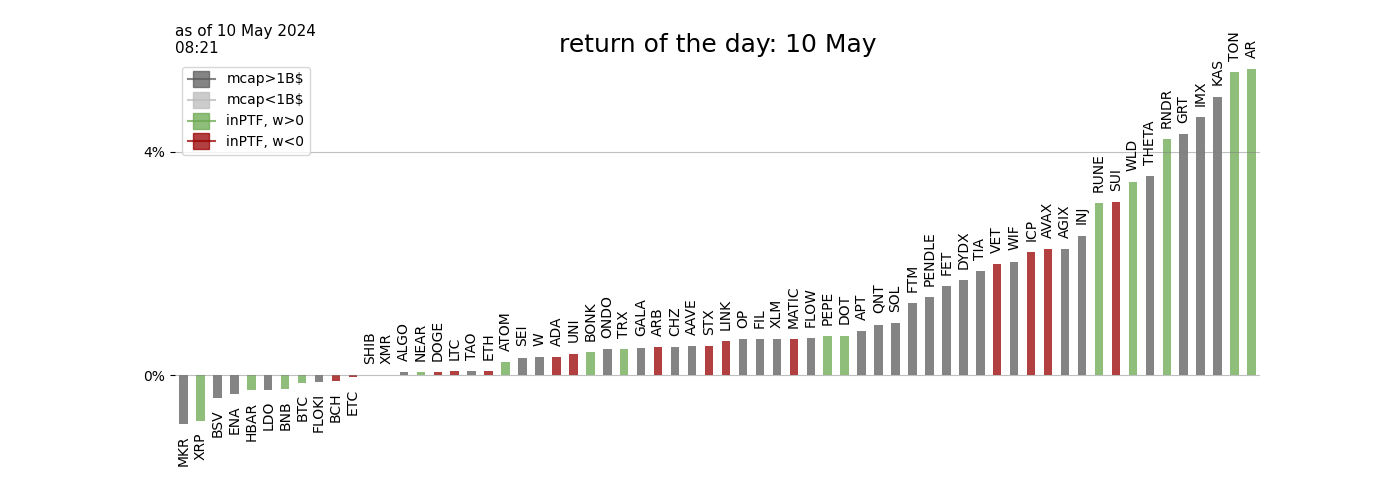 as of 10 May 2024
08:21
return of the day: 10 May
mcap>1B$
mcap<1B$
inPTF, w>0
inPTF, w<0
4%
0%
MKR
XRP
BSV
ENA
HBAR
LDO
BNB
BTC
FLOKI
BCH
ETC
SHIB
XMR
ALGO
NEAR
DOGE
LTC
TAO
ETH
ATOM
SEI
W
ADA
UNI
BONK
ONDO
TRX
GALA
ARB
CHZ
AAVE
STX
LINK
OP
FIL
XLM
MATIC
FLOW
PEPE
DOT
APT
QNT
SOL
FTM
PENDLE
FET
DYDX
TIA
VET
WIF
ICP
AVAX
AGIX
INJ
RUNE
SUI
WLD
THETA
RNDR
GRT
IMX
KAS
TON
AR